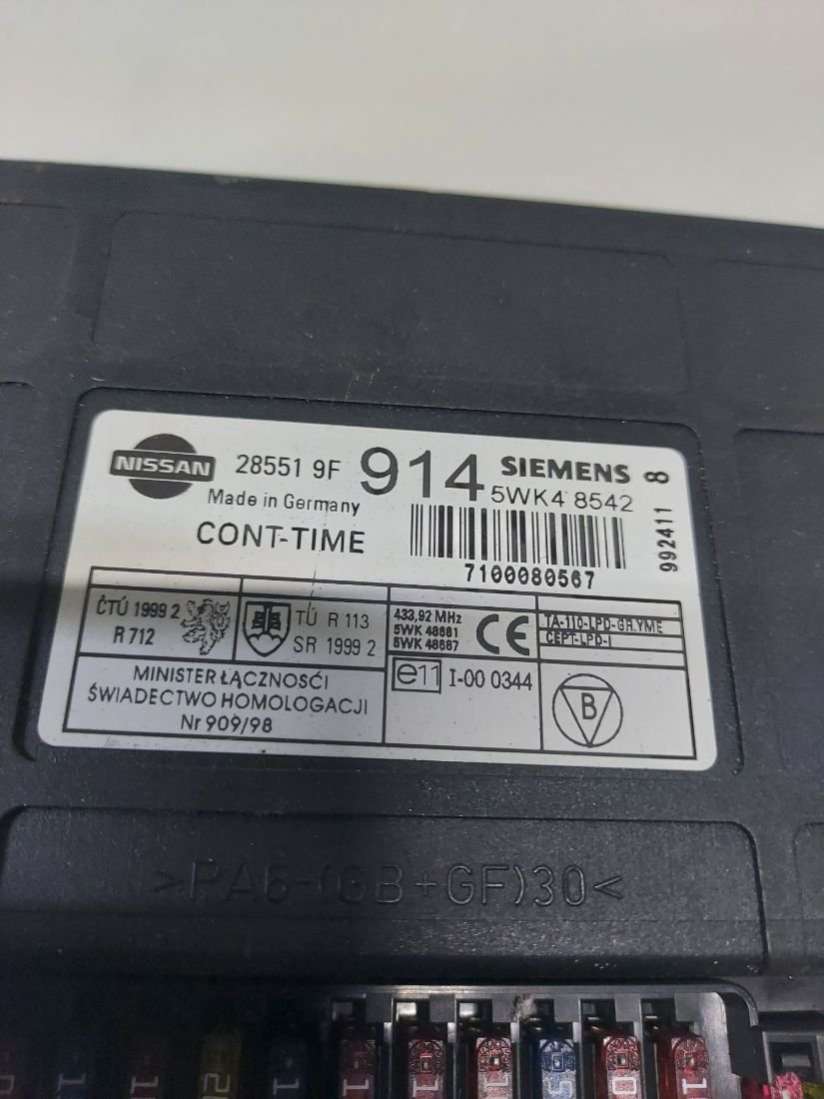 NISSAN 28551 9F 914 SIEMENS
Made in Germany 5WK4 8542
CONT-TIME
7100080567
992411 8
ČTÚ 1999 2
R 712
TÚ R 113
SR 1999 2
433,92 MHz
5WK 48681
5WK 48687
CE
TA-110-LPD-GH.YME
CEPT-LPD-I
MINISTER ŁĄCZNOŚCI
ŚWIADECTWO HOMOLOGACJI
Nr 909/98
e11 I-00 0344
B
>PA6-(GB+GF)30<